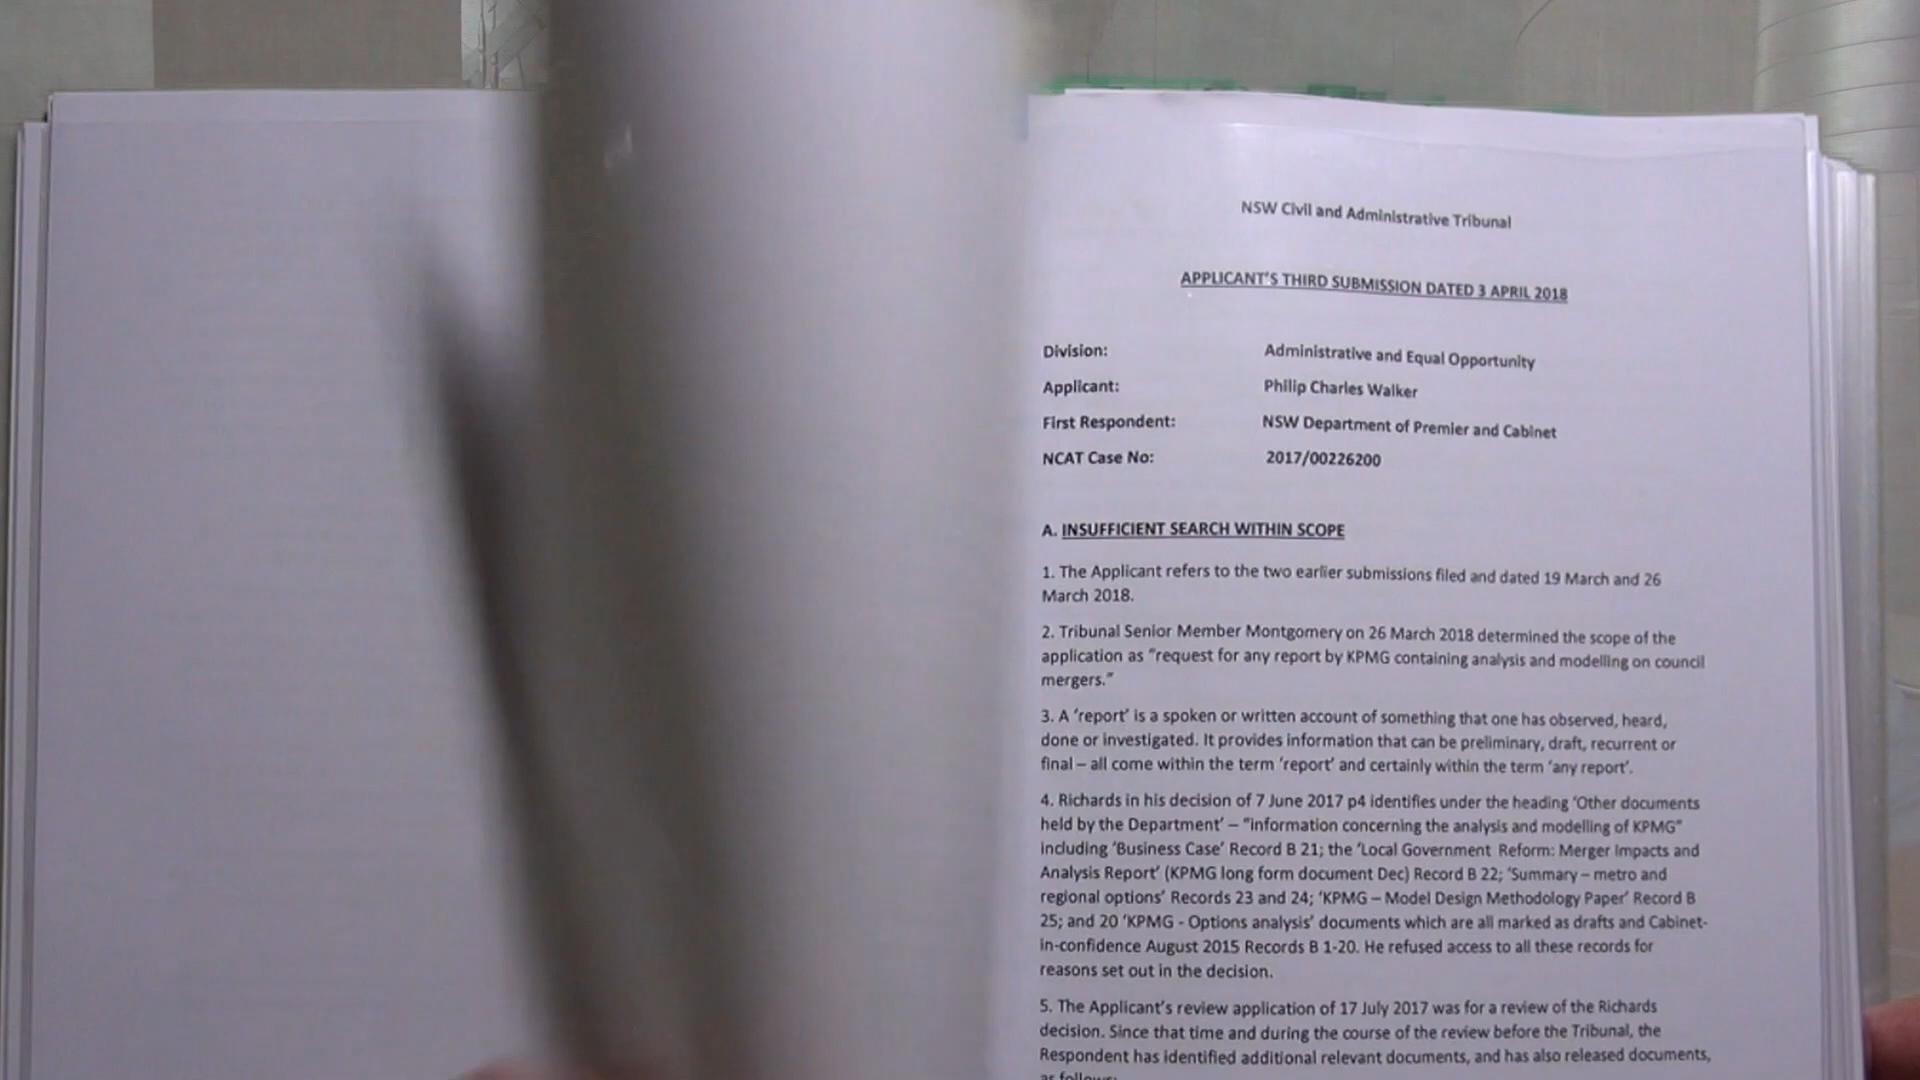 NSW Civil and Administrative Tribunal
APPLICANT'S THIRD SUBMISSION DATED 3 APRIL 2018
Division: Administrative and Equal Opportunity
Applicant: Philip Charles Walker
First Respondent: NSW Department of Premier and Cabinet
NCAT Case No: 2017/00226200
A. INSUFFICIENT SEARCH WITHIN SCOPE
1. The Applicant refers to the two earlier submissions filed and dated 19 March and 26
March 2018.
2. Tribunal Senior Member Montgomery on 26 March 2018 determined the scope of the
application as "request for any report by KPMG containing analysis and modelling on council
mergers."
3. A 'report' is a spoken or written account of something that one has observed, heard,
done or investigated. It provides information that can be preliminary, draft, recurrent or
final – all come within the term 'report' and certainly within the term 'any report'.
4. Richards in his decision of 7 June 2017 p4 identifies under the heading 'Other documents
held by the Department' – "information concerning the analysis and modelling of KPMG"
including 'Business Case' Record B 21; the 'Local Government Reform: Merger Impacts and
Analysis Report' (KPMG long form document Dec) Record B 22; 'Summary – metro and
regional options' Records 23 and 24; 'KPMG – Model Design Methodology Paper' Record B
25; and 20 'KPMG - Options analysis' documents which are all marked as drafts and Cabinet-
in-confidence August 2015 Records B 1-20. He refused access to all these records for
reasons set out in the decision.
5. The Applicant's review application of 17 July 2017 was for a review of the Richards
decision. Since that time and during the course of the review before the Tribunal, the
Respondent has identified additional relevant documents, and has also released documents,
as follows: